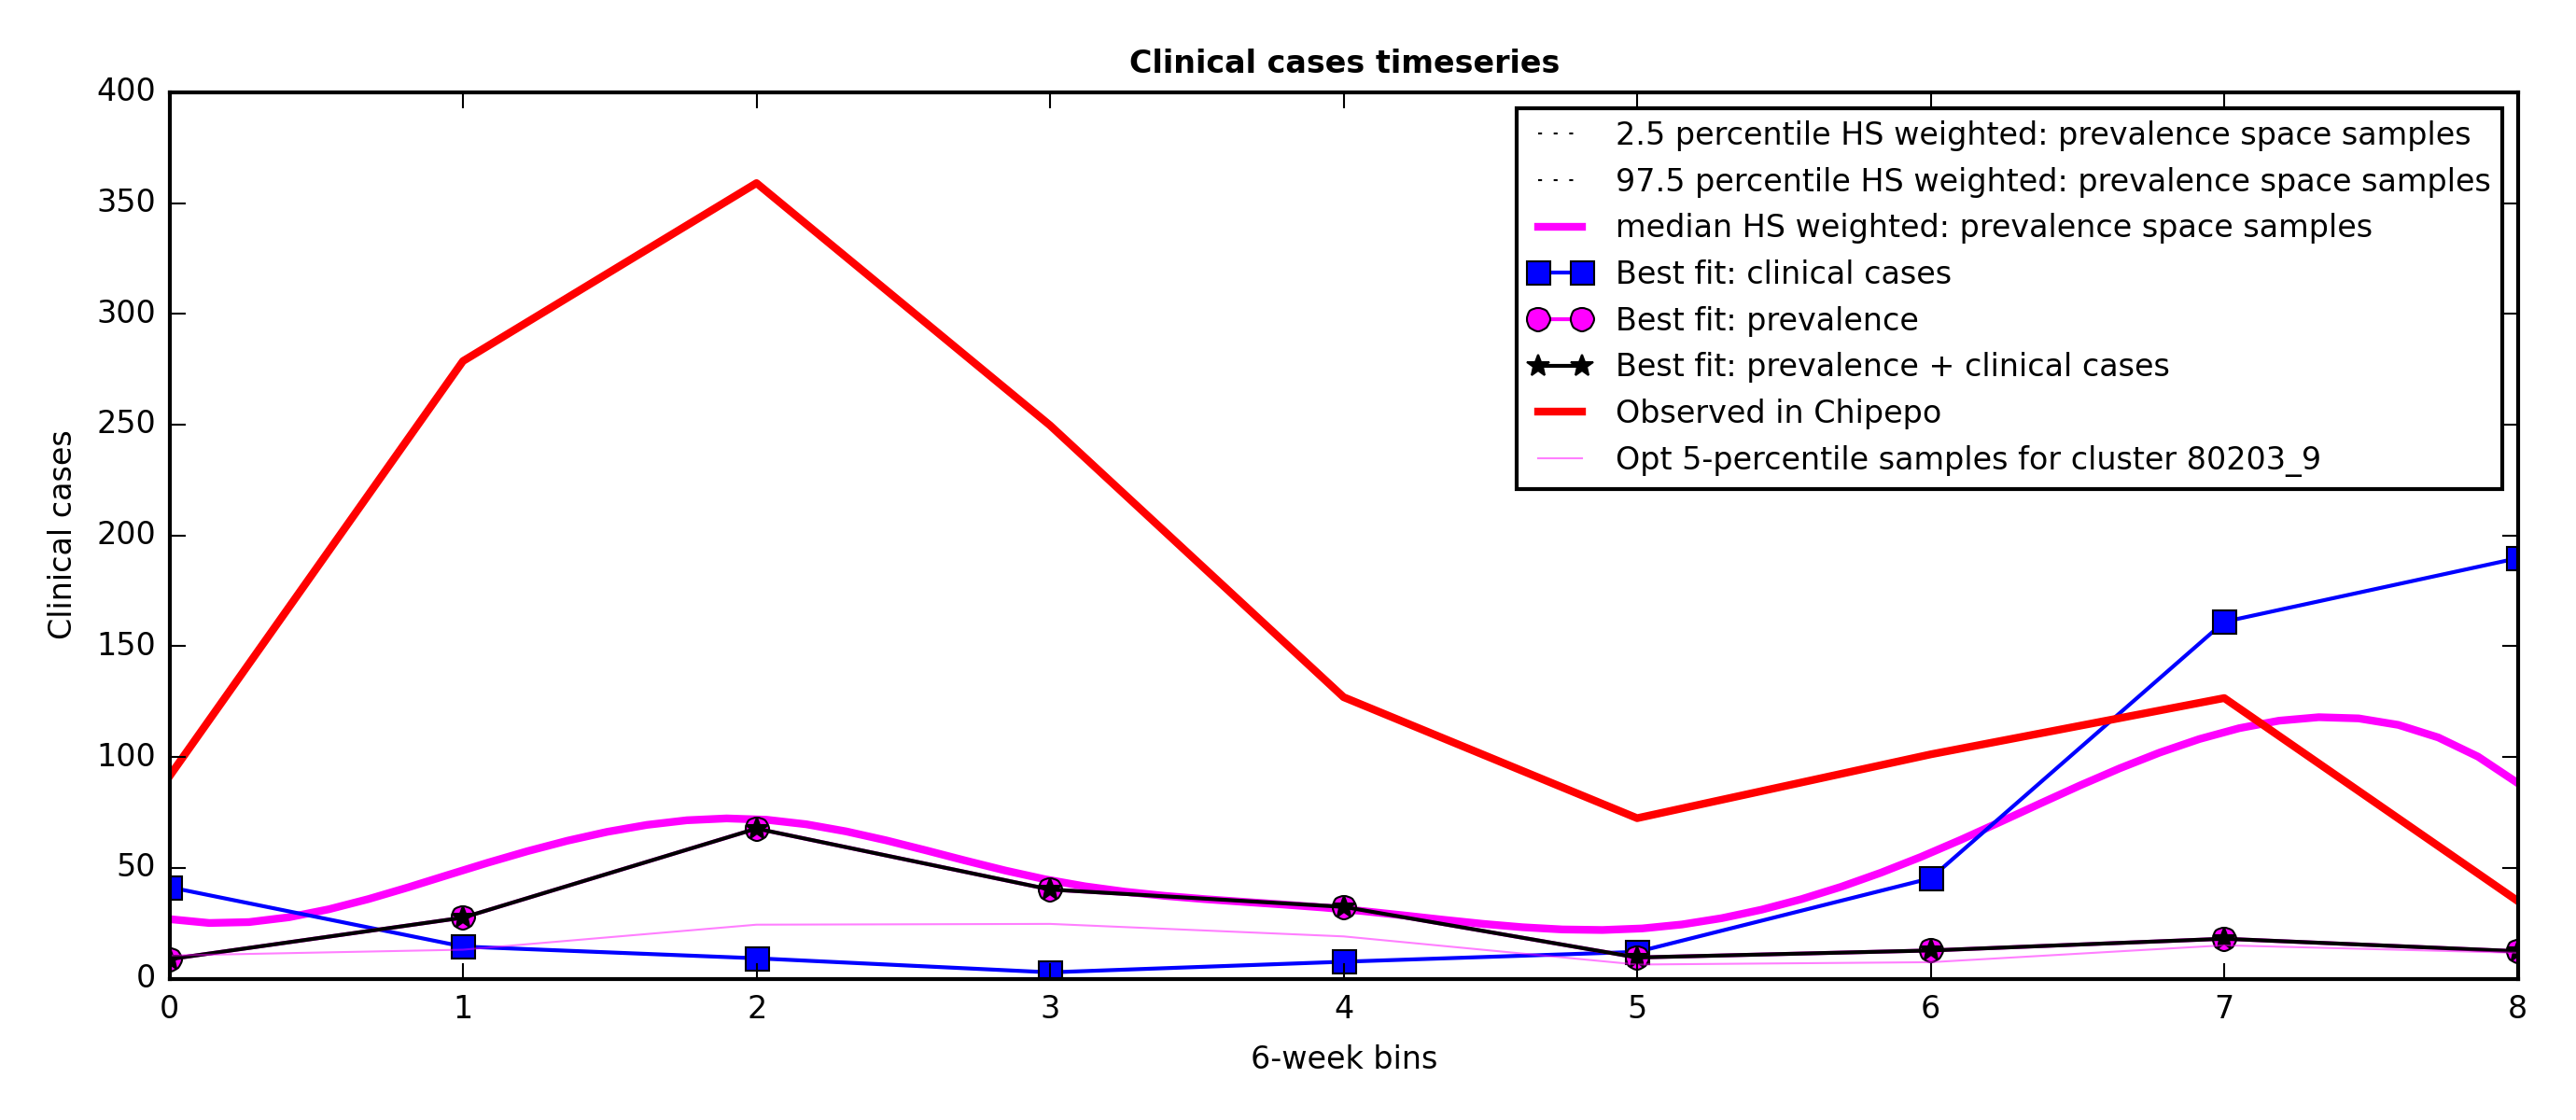 Clinical cases timeseries
400
350
300
250
200
150
100
50
0
Clinical cases
2.5 percentile HS weighted: prevalence space samples
97.5 percentile HS weighted: prevalence space samples
median HS weighted: prevalence space samples
Best fit: clinical cases
Best fit: prevalence
Best fit: prevalence + clinical cases
Observed in Chipepo
Opt 5-percentile samples for cluster 80203_9
0 1 2 3 4 5 6 7 8
6-week bins